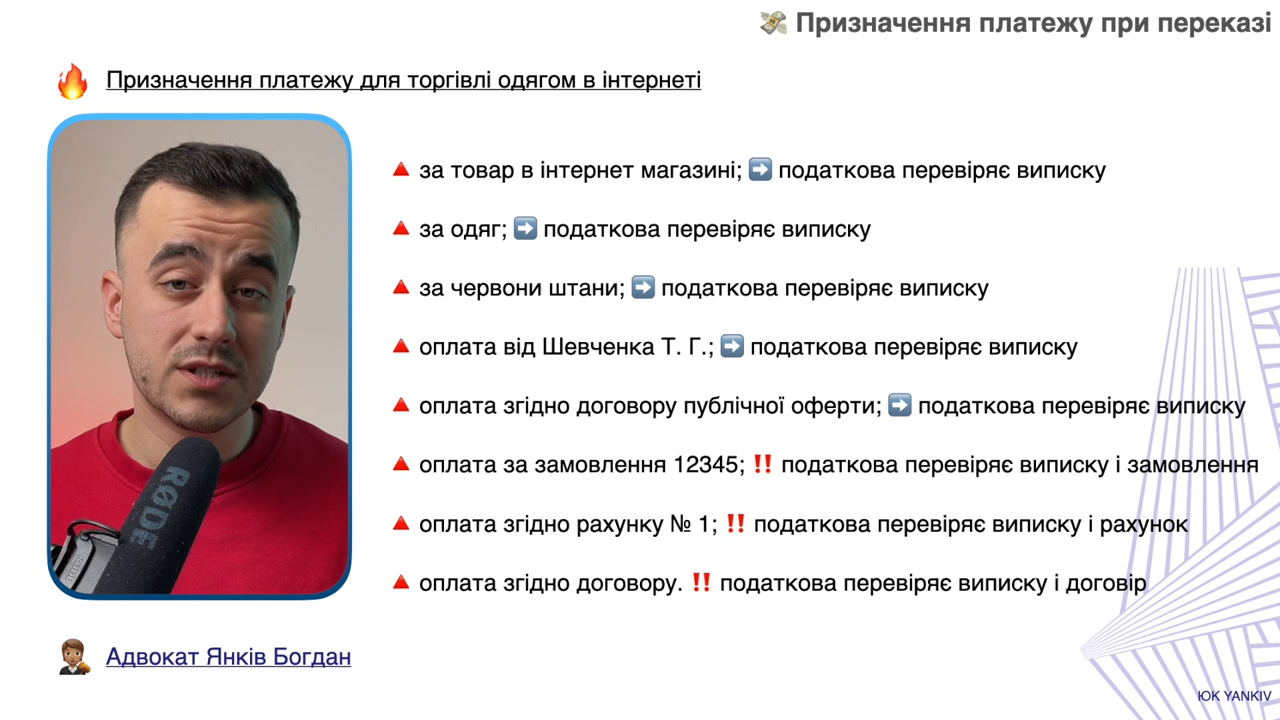 💸 Призначення платежу при переказі
🔥 Призначення платежу для торгівлі одягом в інтернеті
🔺 за товар в інтернет магазині; ➡️ податкова перевіряє виписку
🔺 за одяг; ➡️ податкова перевіряє виписку
🔺 за червони штани; ➡️ податкова перевіряє виписку
🔺 оплата від Шевченка Т. Г.; ➡️ податкова перевіряє виписку
🔺 оплата згідно договору публічної оферти; ➡️ податкова перевіряє виписку
🔺 оплата за замовлення 12345; ‼️ податкова перевіряє виписку і замовлення
🔺 оплата згідно рахунку № 1; ‼️ податкова перевіряє виписку і рахунок
🔺 оплата згідно договору. ‼️ податкова перевіряє виписку і договір
RØDE
Адвокат Янків Богдан
ЮК YANKIV